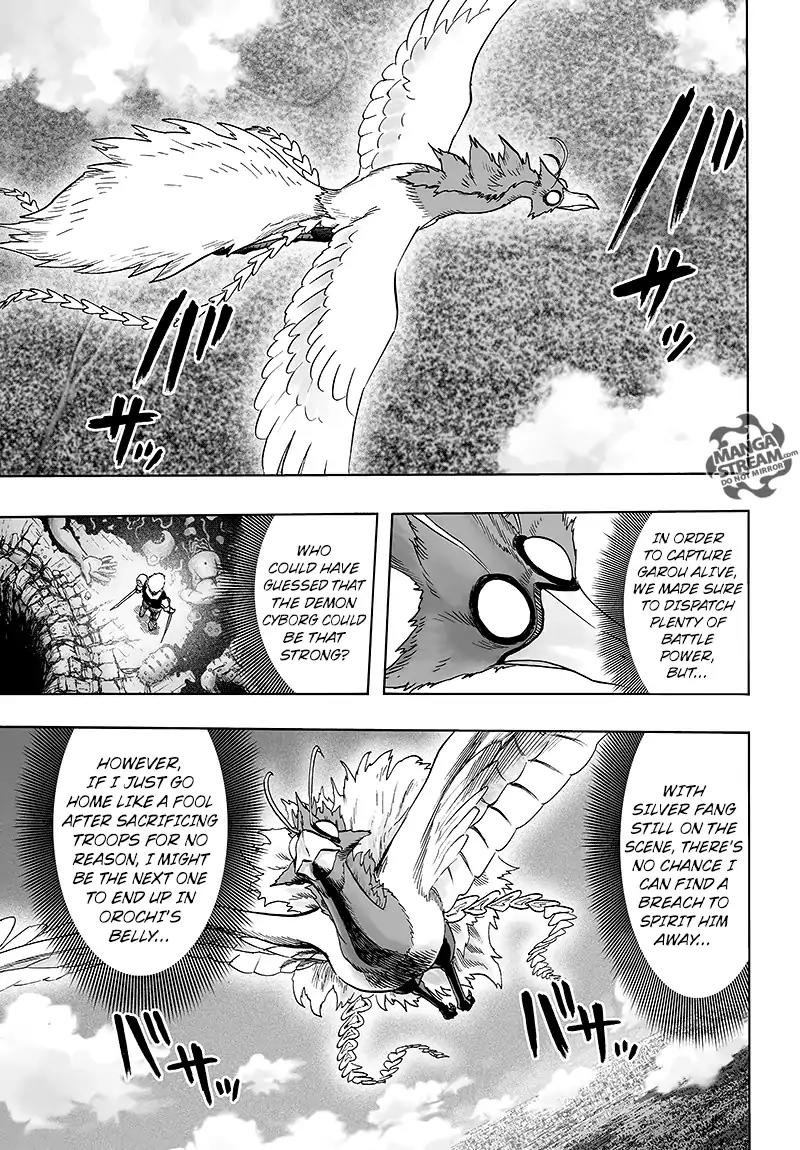 バサッ
バサッ
MANGA
STREAM.com
DO NOT MIRROR
IN ORDER
TO CAPTURE
GAROU ALIVE,
WE MADE SURE
TO DISPATCH
PLENTY OF
BATTLE
POWER,
BUT...
WHO
COULD HAVE
GUESSED THAT
THE DEMON
CYBORG COULD
BE THAT
STRONG?
WITH
SILVER FANG
STILL ON THE
SCENE, THERE'S
NO CHANCE I
CAN FIND A
BREACH TO
SPIRIT HIM
AWAY...
HOWEVER,
IF I JUST GO
HOME LIKE A FOOL
AFTER SACRIFICING
TROOPS FOR NO
REASON, I MIGHT
BE THE NEXT ONE
TO END UP IN
OROCHI'S
BELLY...
バサッ
バサッ